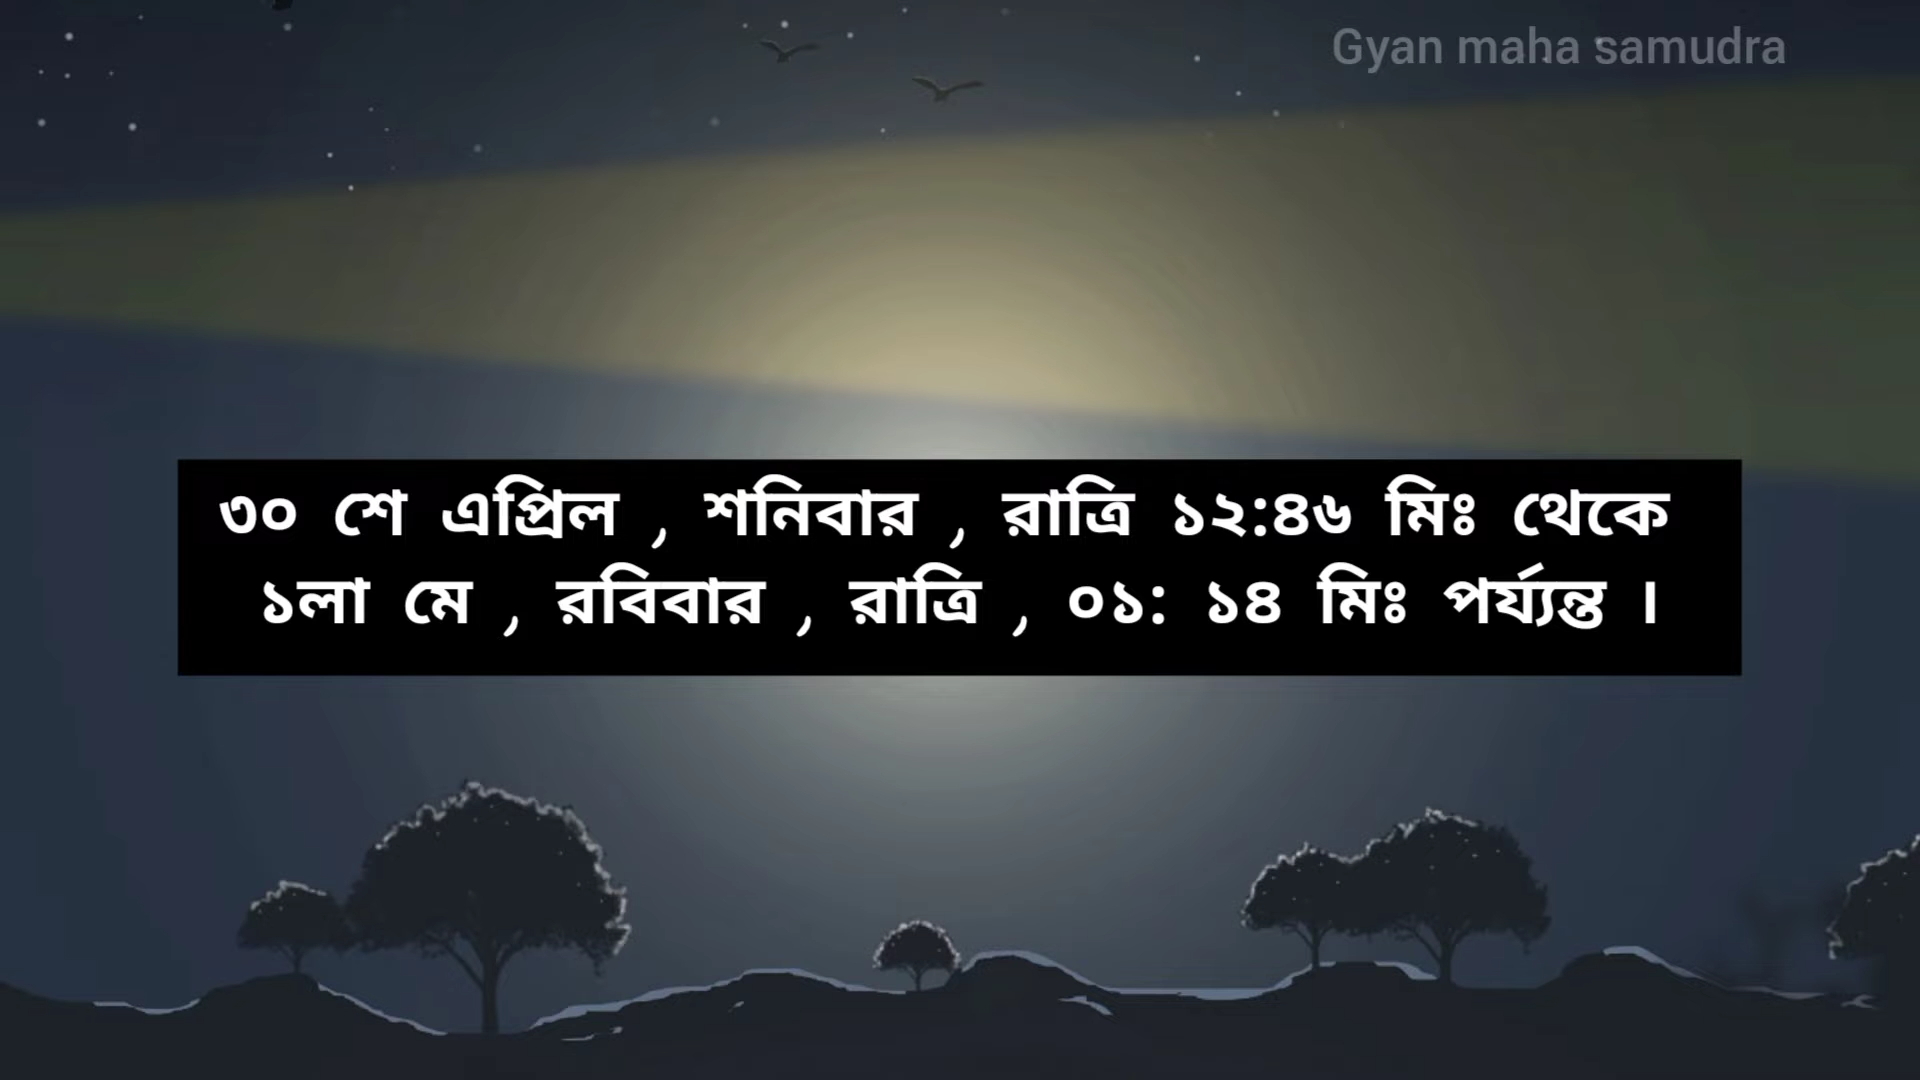 Gyan maha samudra
৩০ শে এপ্রিল , শনিবার , রাত্রি ১২:৪৬ মিঃ থেকে
১লা মে , রবিবার , রাত্রি , ০১: ১৪ মিঃ পর্য্যন্ত ।